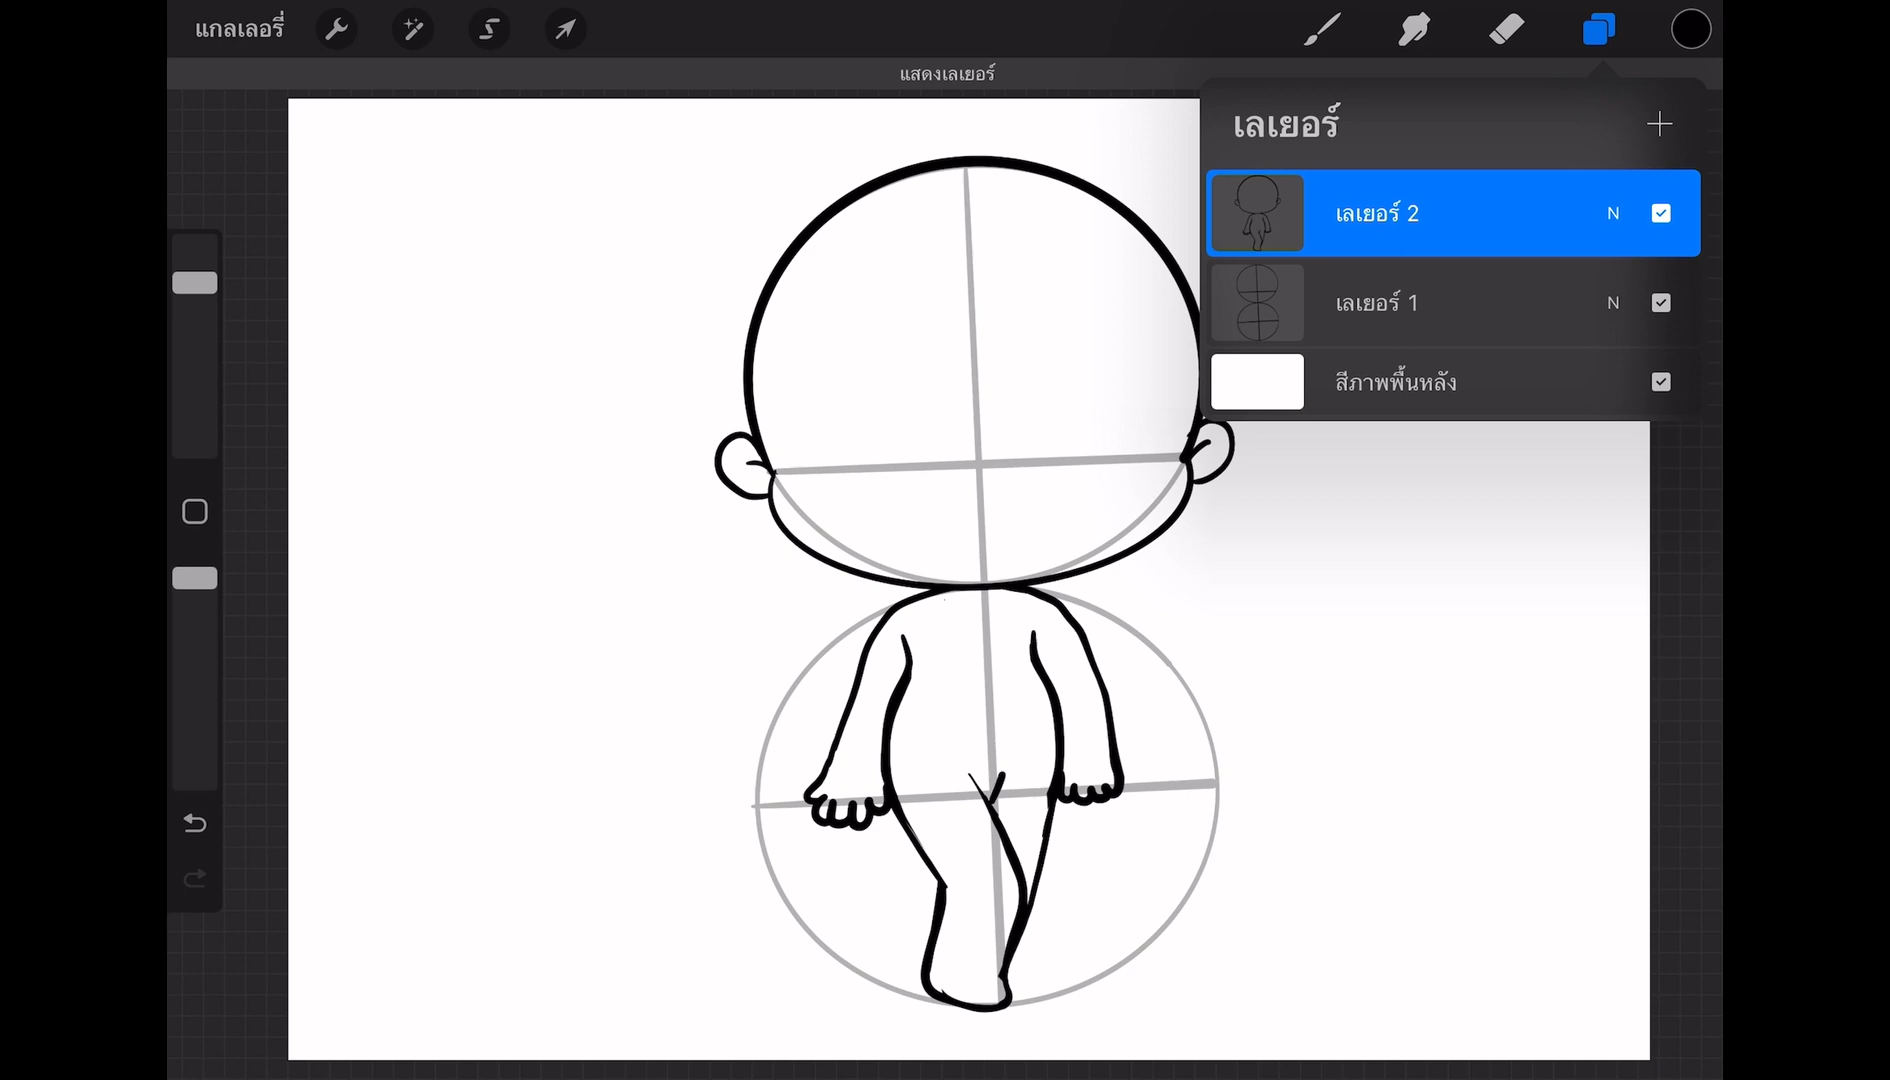 แกลเลอรี่
แสดงเลเยอร์
เลเยอร์
เลเยอร์ 2 N
เลเยอร์ 1 N
สีภาพพื้นหลัง